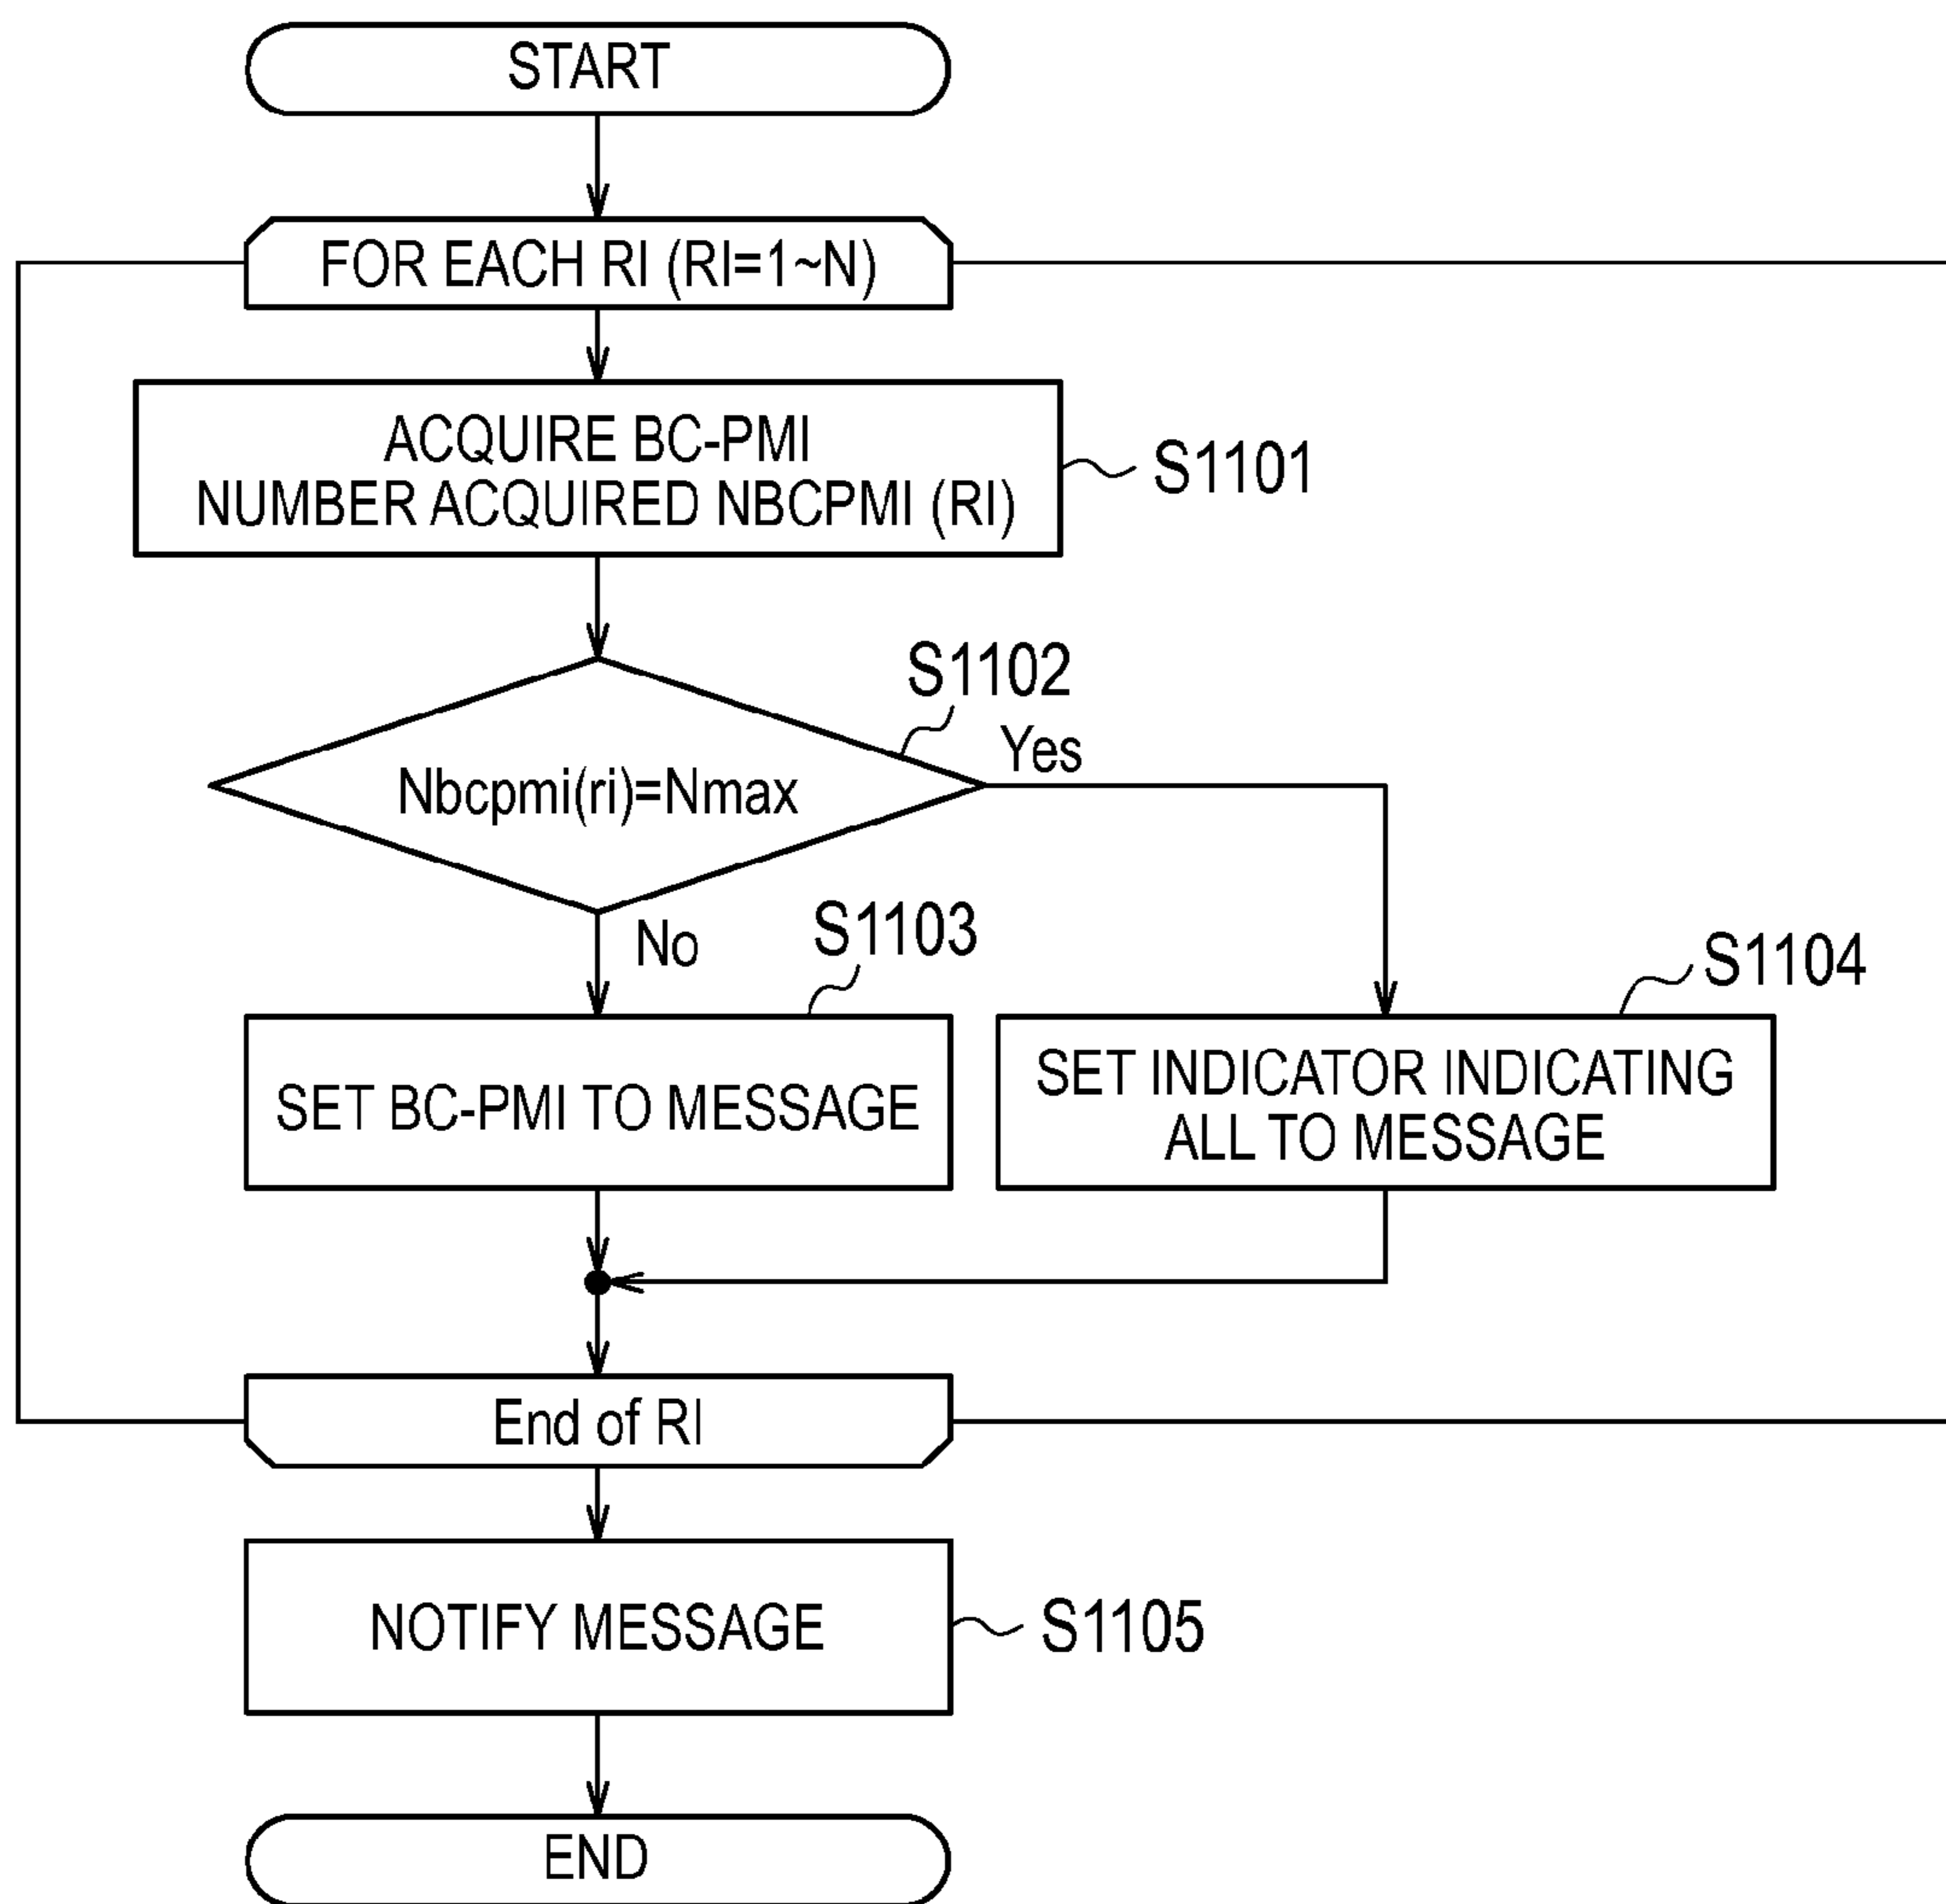 START
FOR EACH RI (RI=1~N)
ACQUIRE BC-PMI
NUMBER ACQUIRED NBCPMI (RI)
S1101
S1102
Nbcpmi(ri)=Nmax
Yes
No
S1103
S1104
SET BC-PMI TO MESSAGE
SET INDICATOR INDICATING
ALL TO MESSAGE
End of RI
NOTIFY MESSAGE
S1105
END